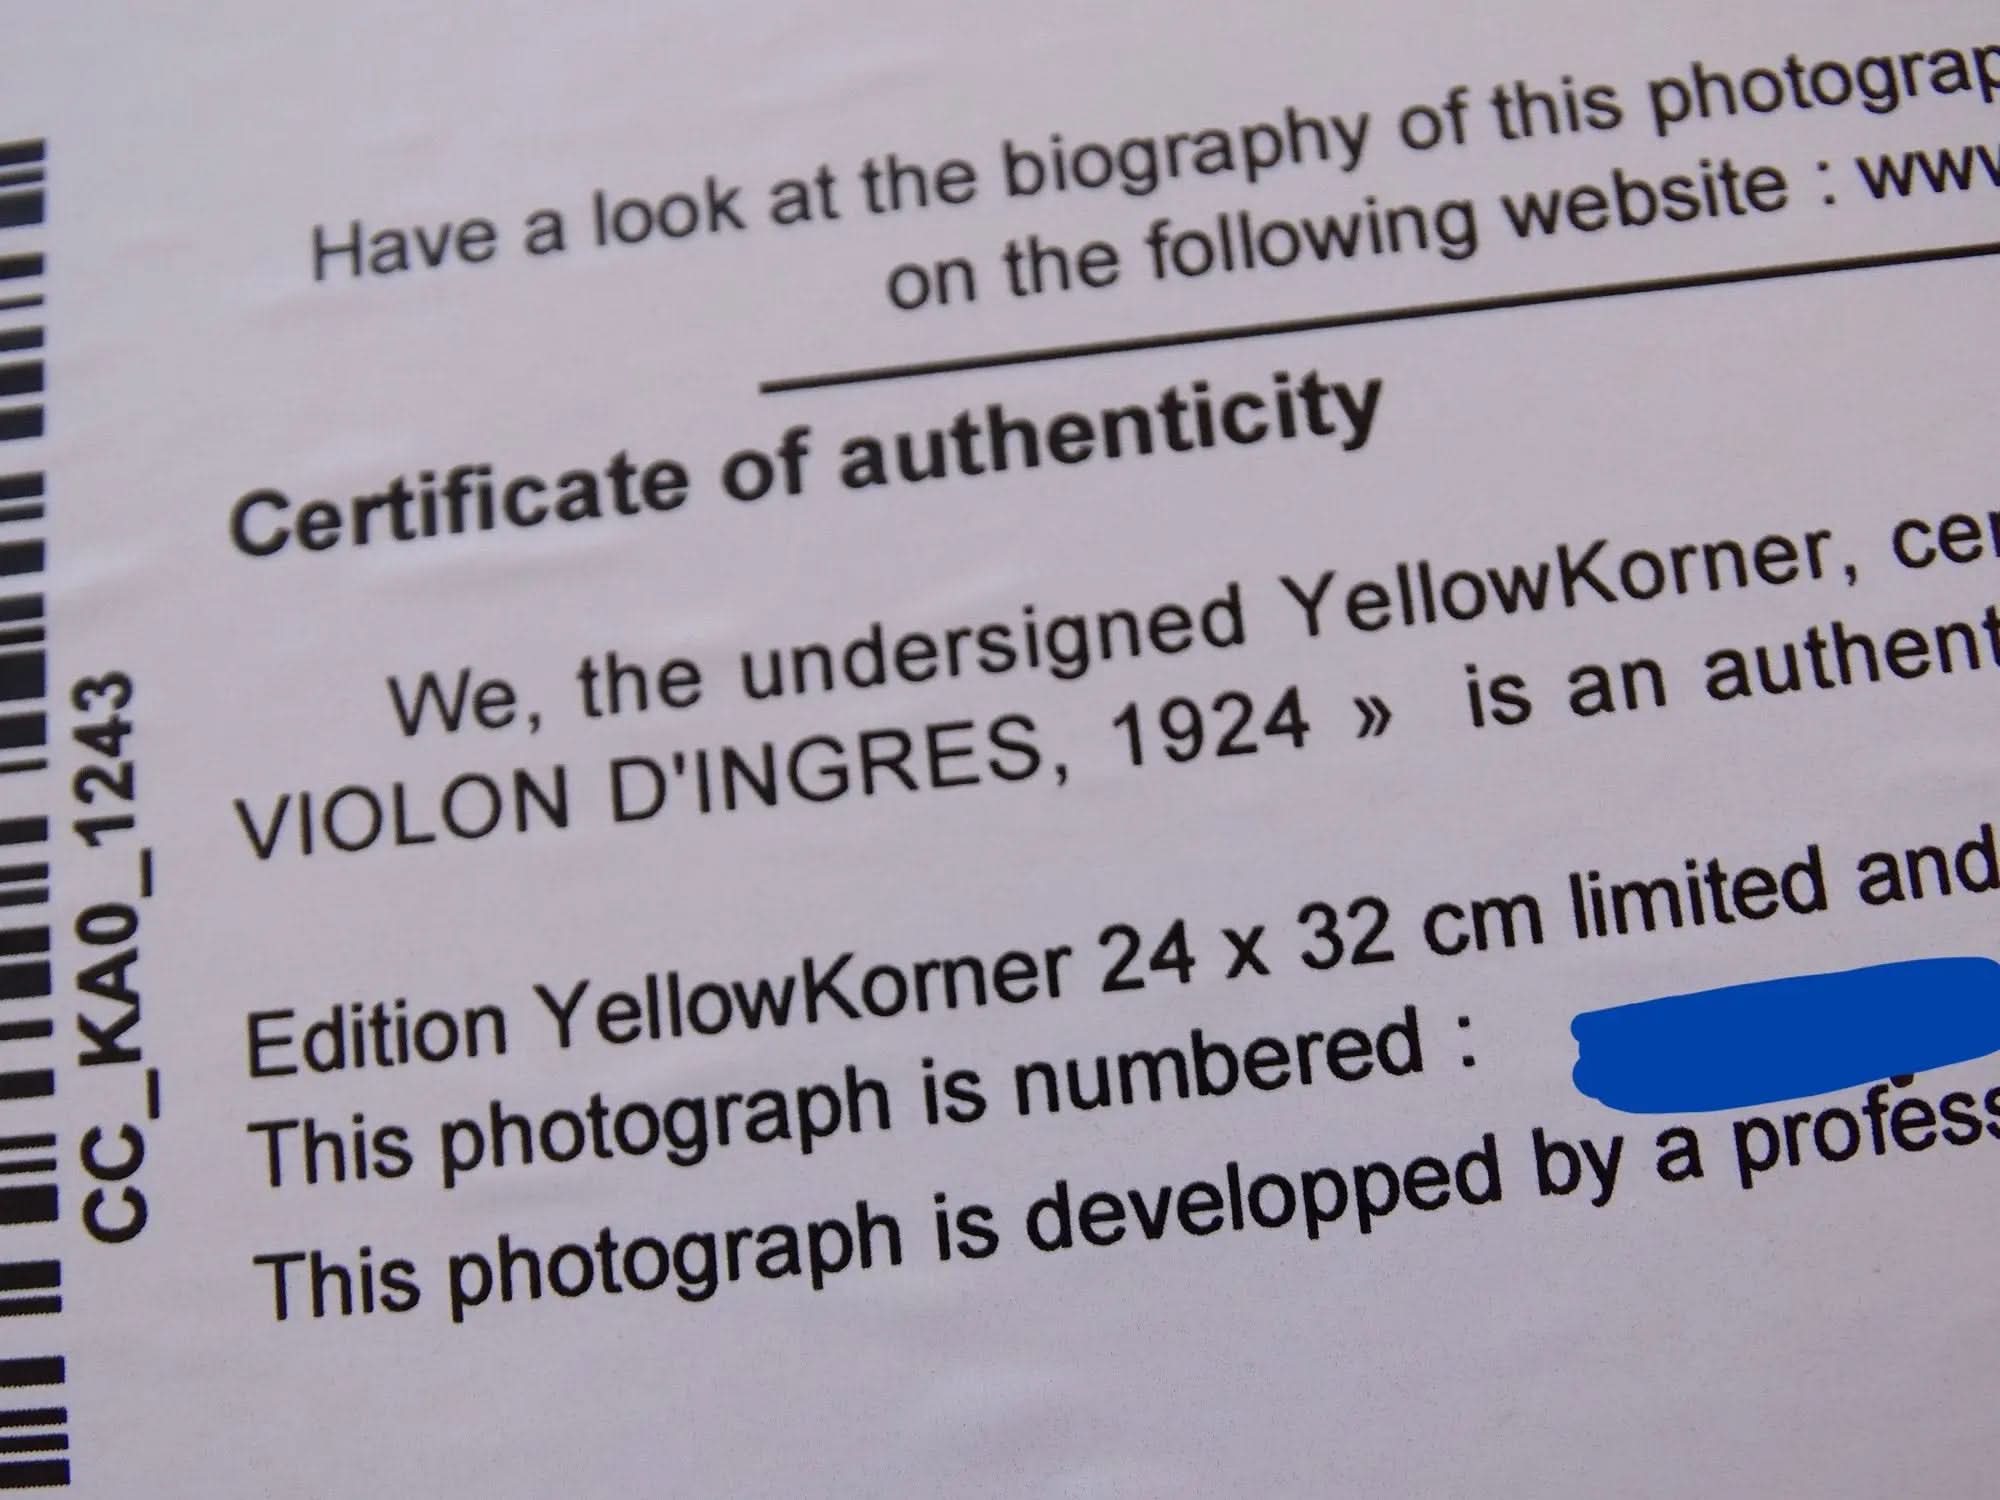 Have a look at the biography of this photograp
on the following website : www
Certificate of authenticity
We, the undersigned YellowKorner, cer
VIOLON D'INGRES, 1924 » is an authent
Edition YellowKorner 24 x 32 cm limited and
This photograph is numbered :
This photograph is developped by a profess
CC_KA0_1243